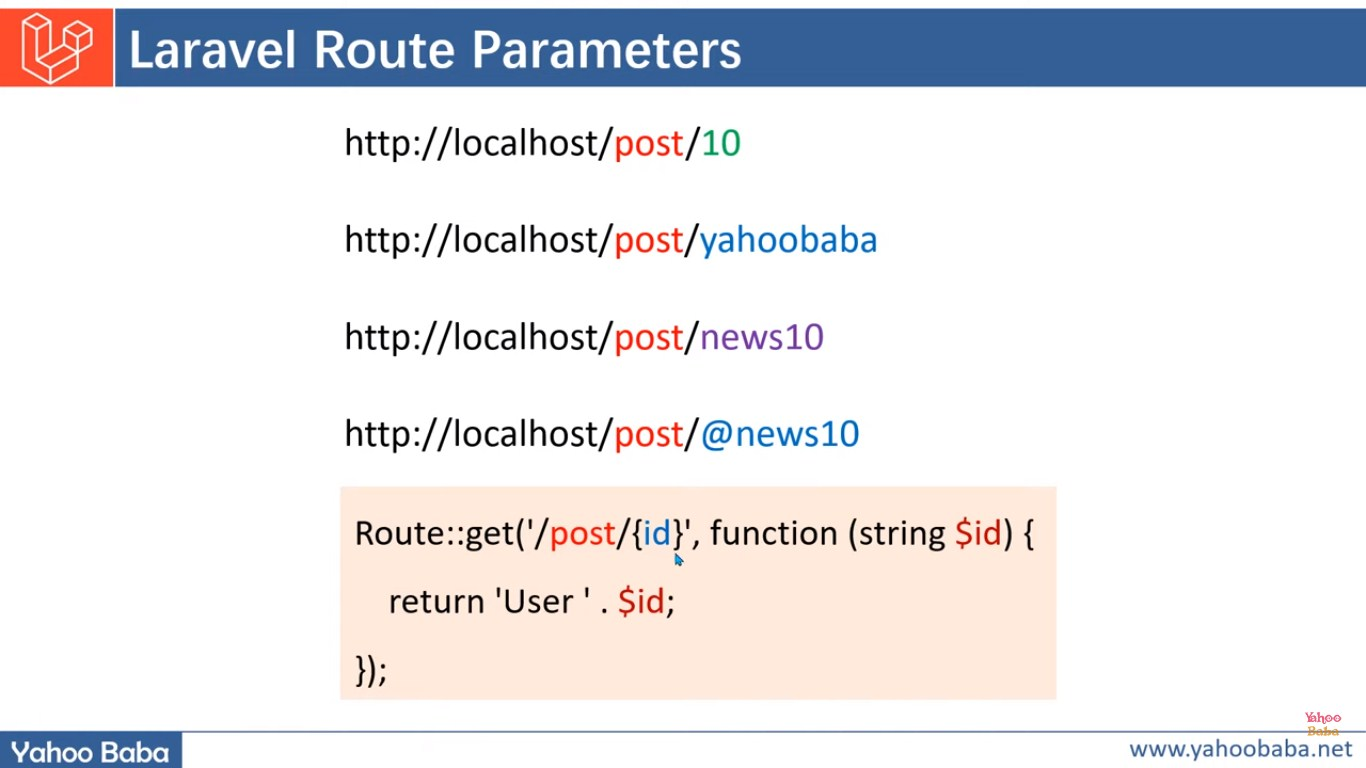 Laravel Route Parameters
http://localhost/post/10
http://localhost/post/yahoobaba
http://localhost/post/news10
http://localhost/post/@news10
Route::get('/post/{id}', function (string $id) {
return 'User ' . $id;
});
Yahoo
Baba
Yahoo Baba
www.yahoobaba.net